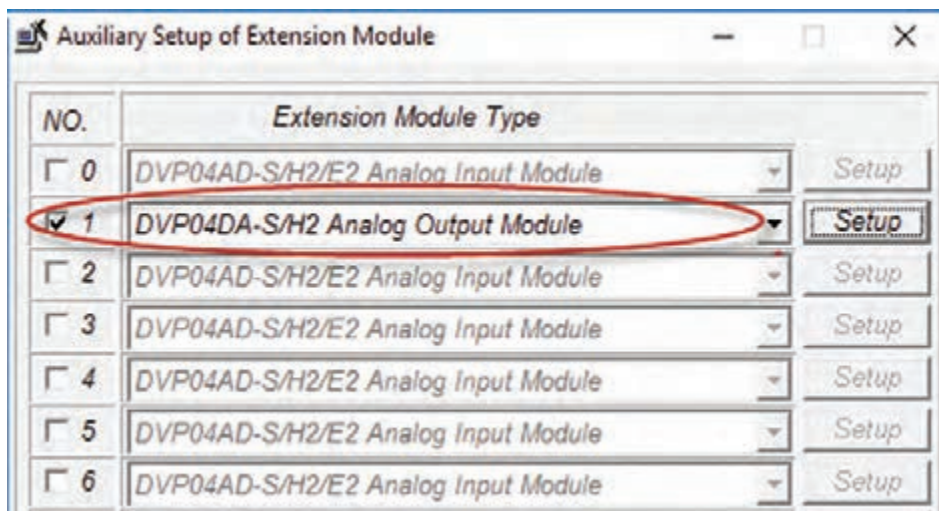 Auxiliary Setup of Extension Module
NO. Extension Module Type
0 DVP04AD-S/H2/E2 Analog Input Module Setup
1 DVP04DA-S/H2 Analog Output Module Setup
2 DVP04AD-S/H2/E2 Analog Input Module Setup
3 DVP04AD-S/H2/E2 Analog Input Module Setup
4 DVP04AD-S/H2/E2 Analog Input Module Setup
5 DVP04AD-S/H2/E2 Analog Input Module Setup
6 DVP04AD-S/H2/E2 Analog Input Module Setup